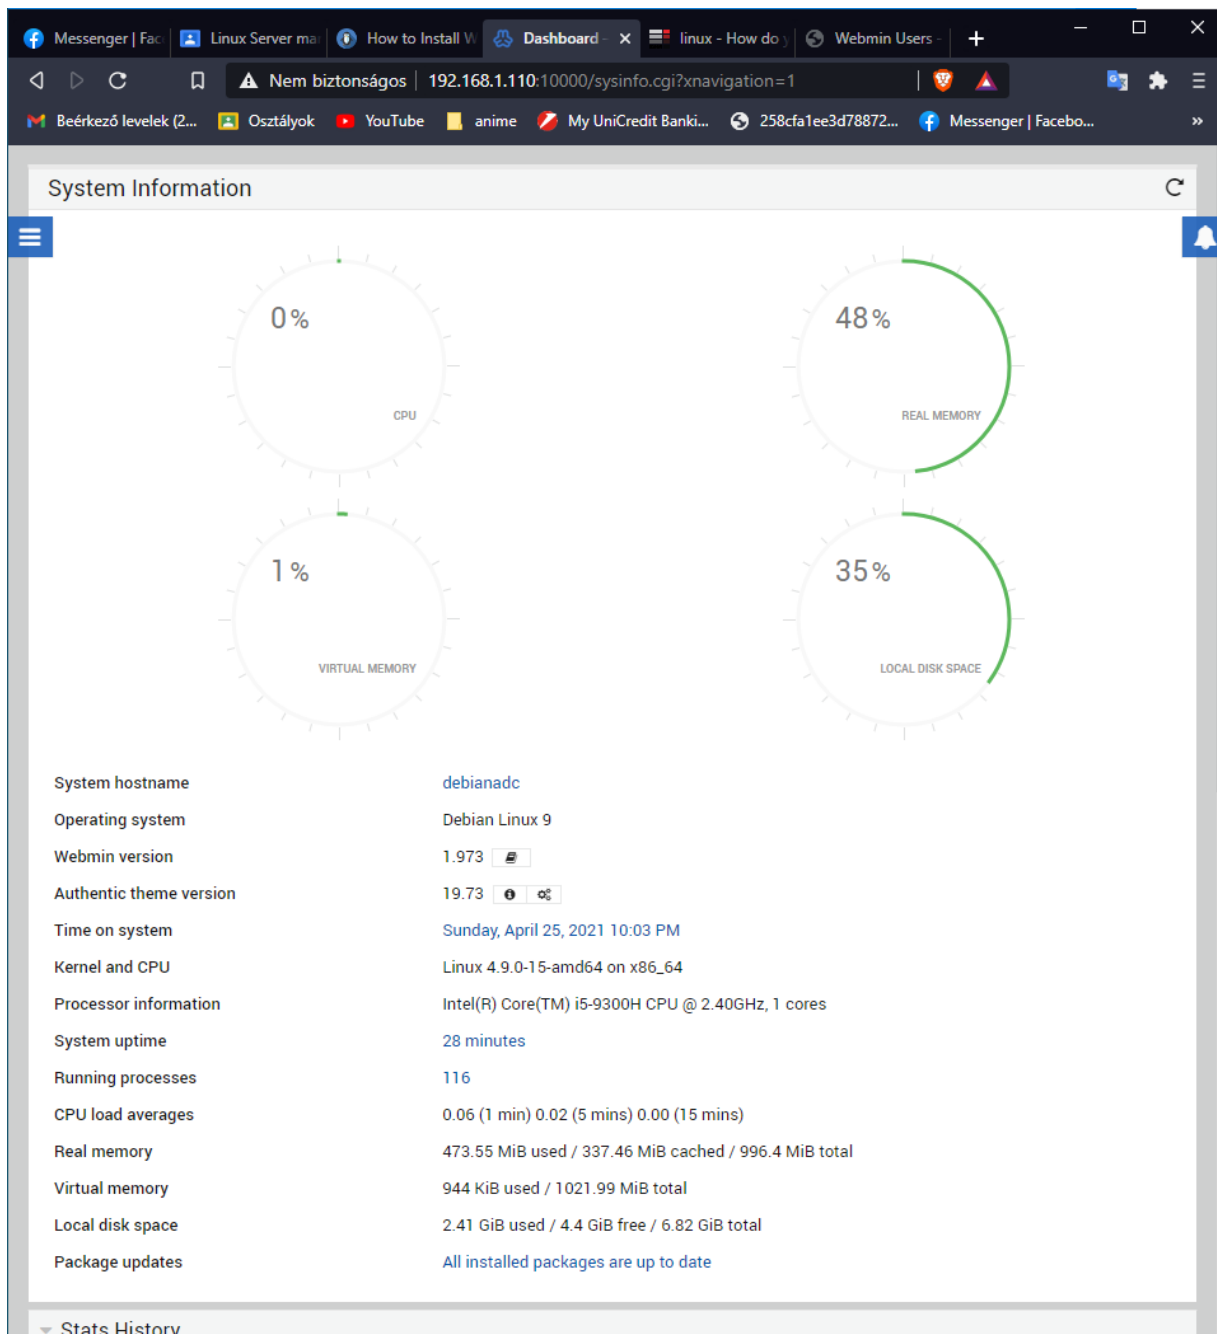 Messenger | Fac
Linux Server ma
How to Install W
Dashboard -
linux - How do y
Webmin Users -
Nem biztonságos
192.168.1.110:10000/sysinfo.cgi?xnavigation=1
Beérkező levelek (2...
Osztályok
YouTube
anime
My UniCredit Banki...
258cfa1ee3d78872...
Messenger | Facebo...
System Information
0%
CPU
48%
REAL MEMORY
1%
VIRTUAL MEMORY
35%
LOCAL DISK SPACE
System hostname debianadc
Operating system Debian Linux 9
Webmin version 1.973
Authentic theme version 19.73
Time on system Sunday, April 25, 2021 10:03 PM
Kernel and CPU Linux 4.9.0-15-amd64 on x86_64
Processor information Intel(R) Core(TM) i5-9300H CPU @ 2.40GHz, 1 cores
System uptime 28 minutes
Running processes 116
CPU load averages 0.06 (1 min) 0.02 (5 mins) 0.00 (15 mins)
Real memory 473.55 MiB used / 337.46 MiB cached / 996.4 MiB total
Virtual memory 944 KiB used / 1021.99 MiB total
Local disk space 2.41 GiB used / 4.4 GiB free / 6.82 GiB total
Package updates All installed packages are up to date
Stats History